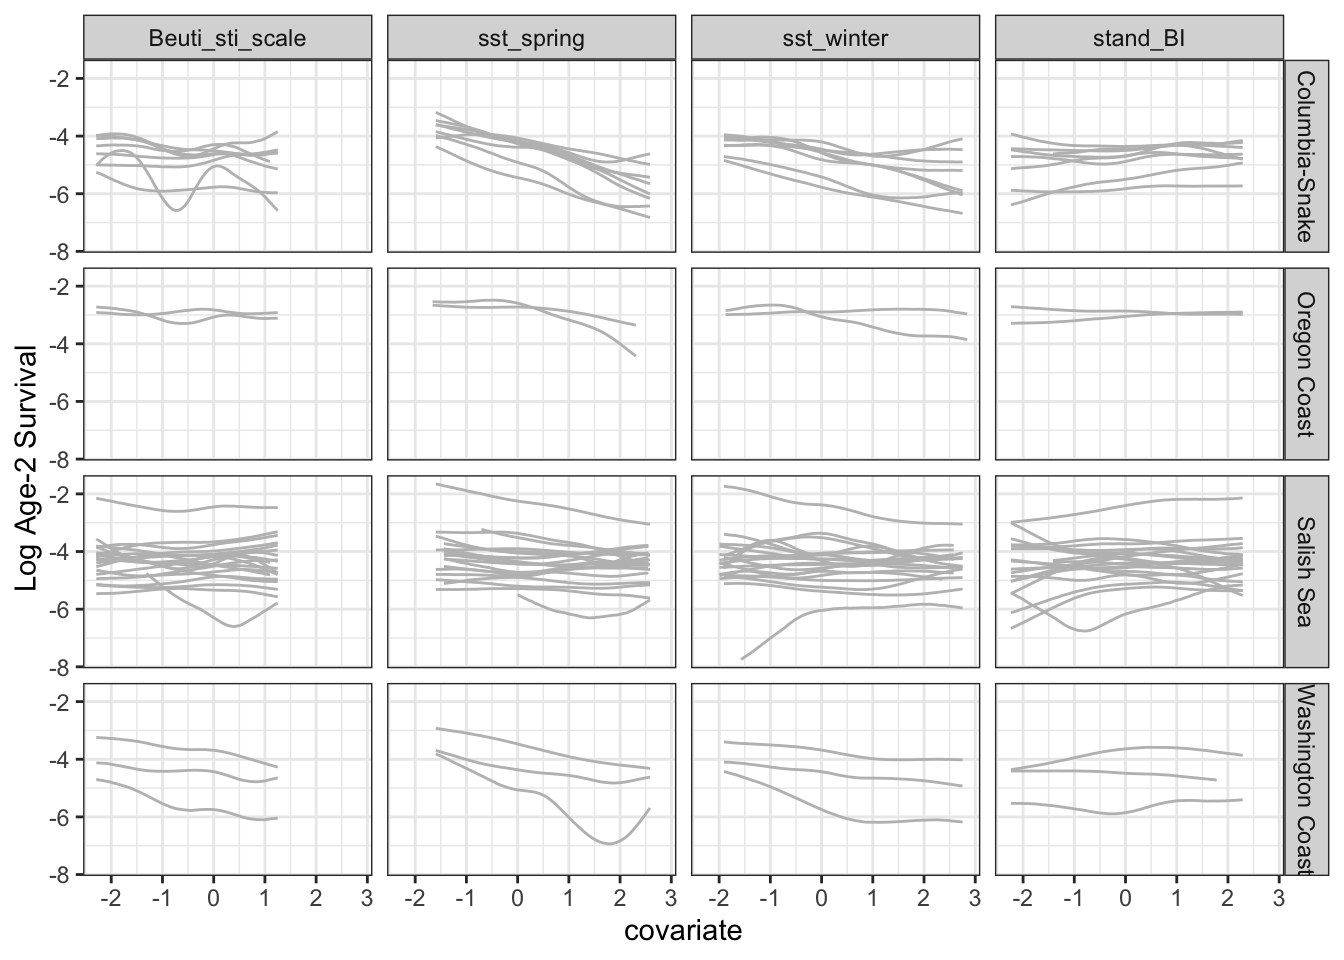 Beuti_sti_scale sst_spring sst_winter stand_BI
-2
-4
-6
-8
Columbia-Snake
-2
-4
-6
-8
Oregon Coast
Log Age-2 Survival
-2
-4
-6
-8
Salish Sea
-2
-4
-6
-8
Washington Coast
-2 -1 0 1 2 3 -2 -1 0 1 2 3 -2 -1 0 1 2 3 -2 -1 0 1 2 3
covariate